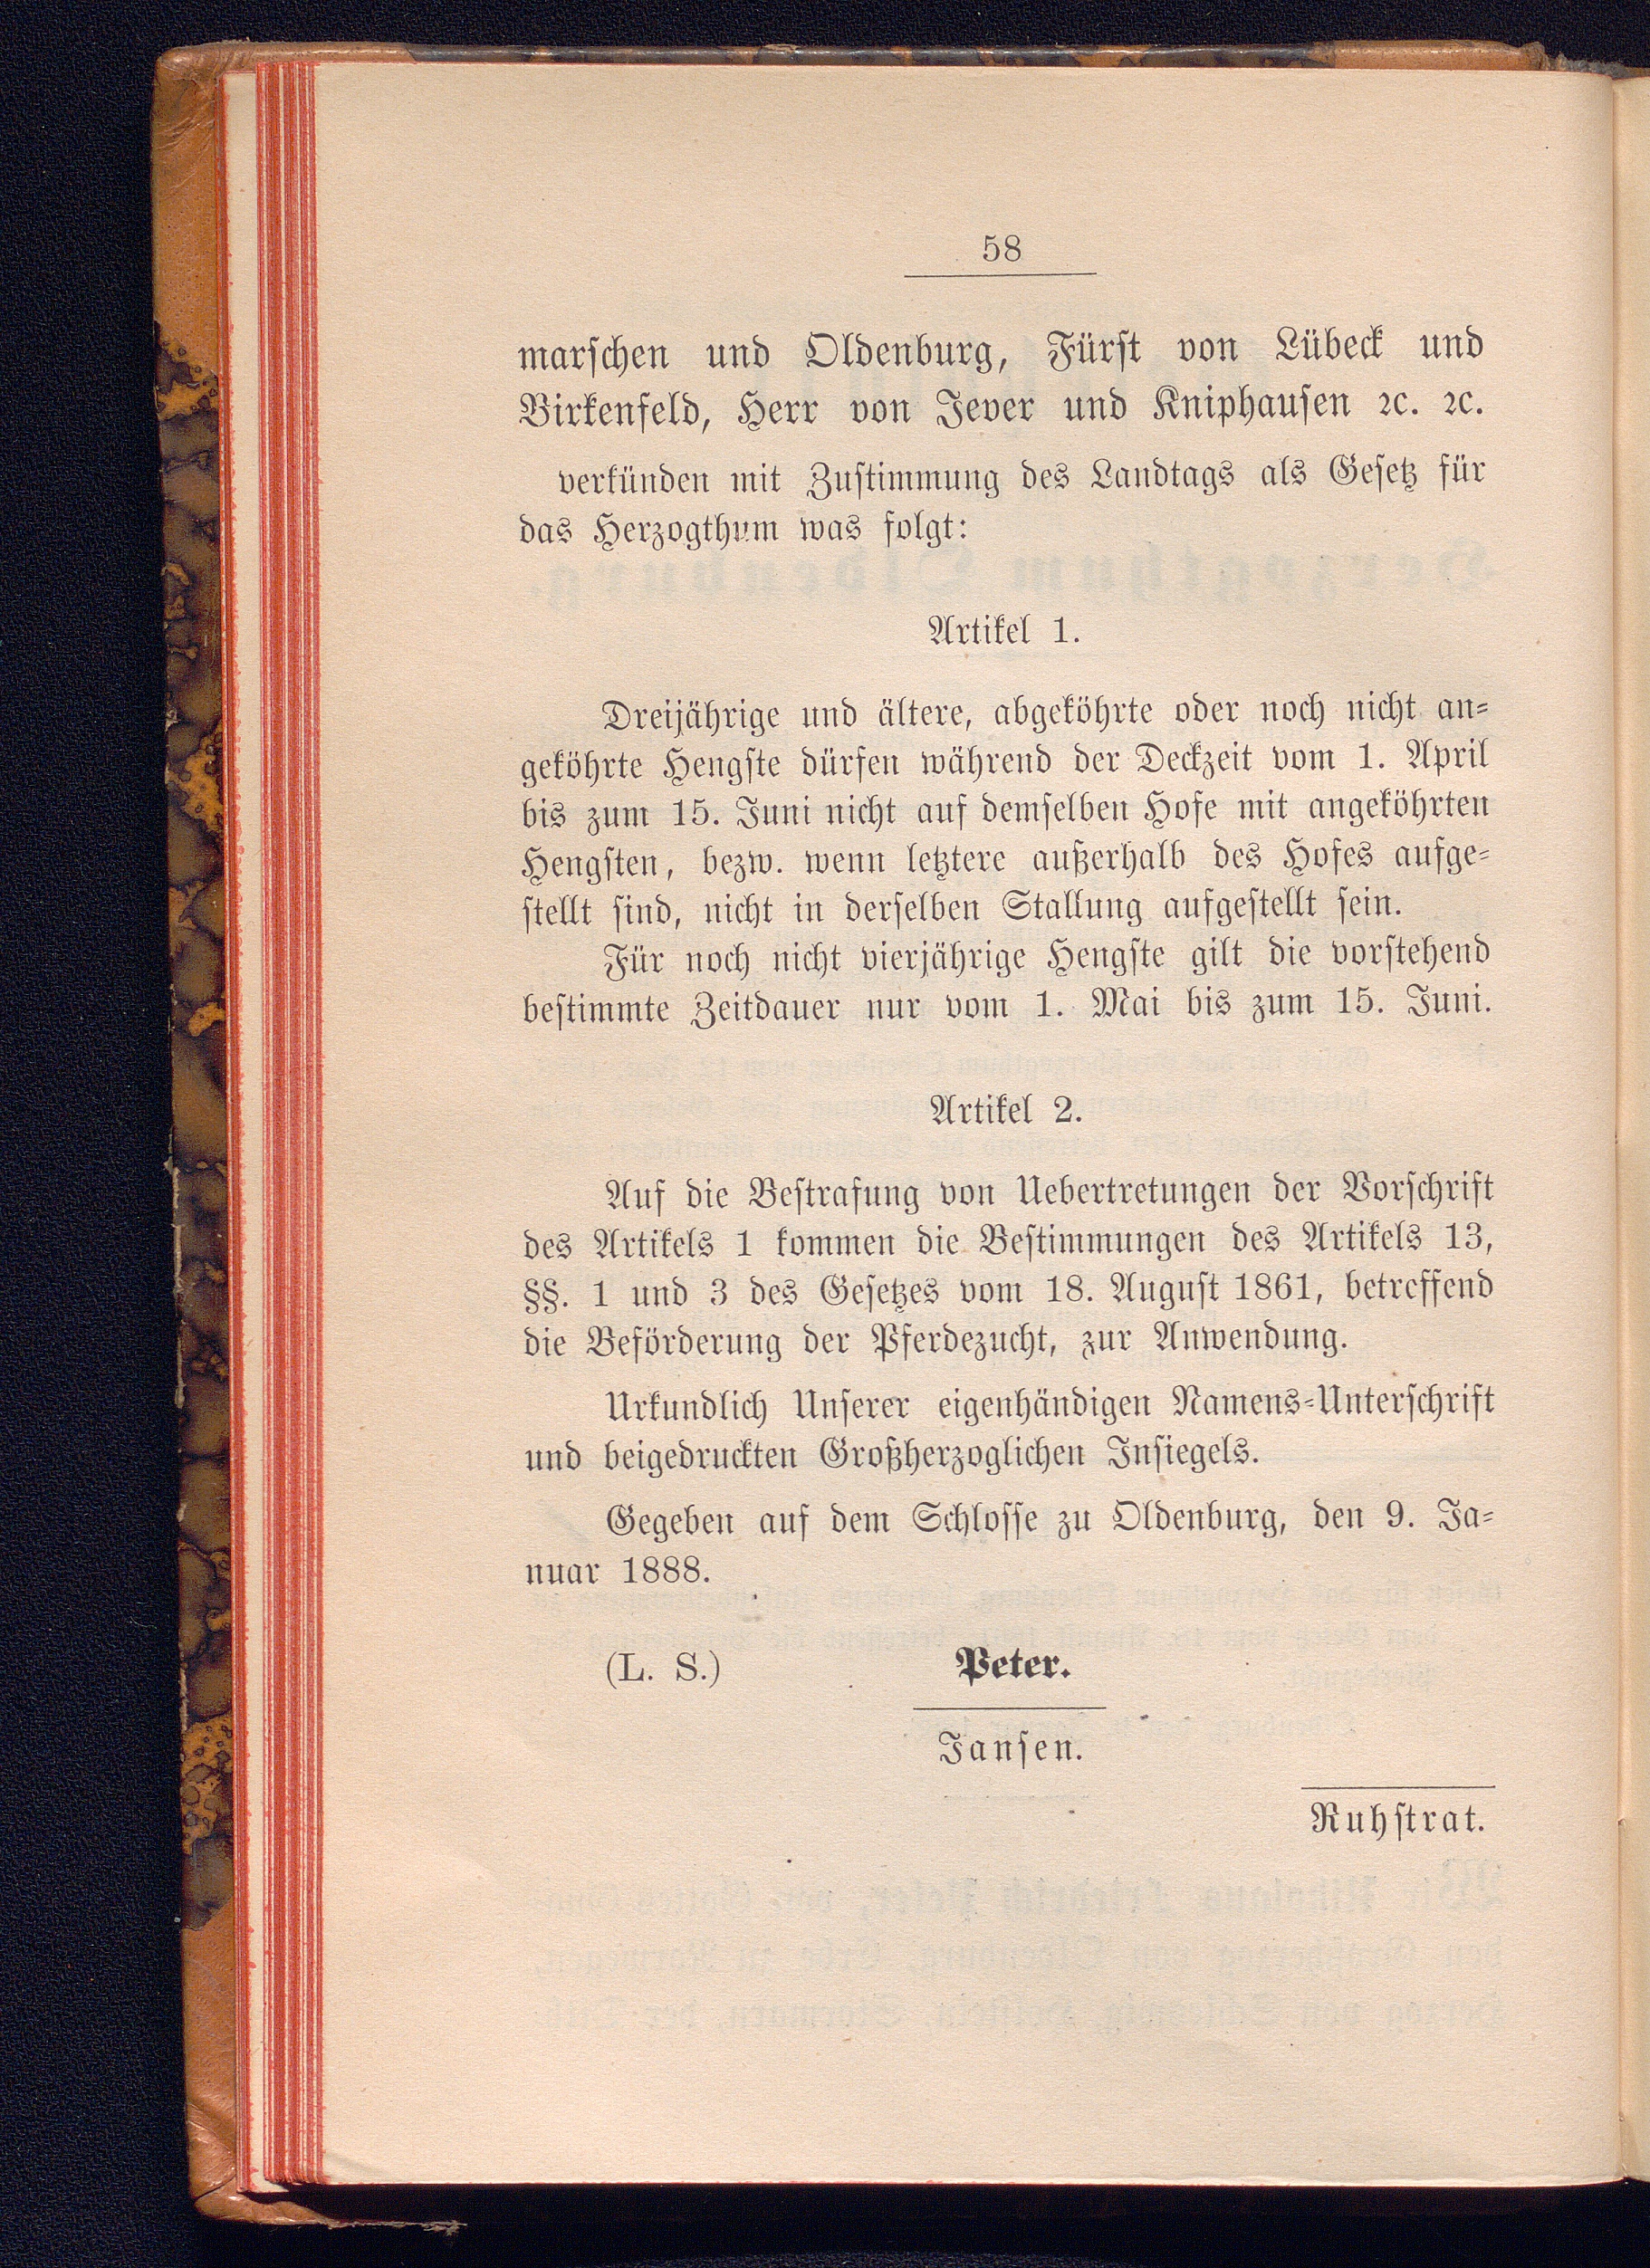 58
marschen und Oldenburg, Fürst von Lübeck und
Birkenfeld, Herr von Jever und Kniphausen ꝛc. ꝛc.
verkünden mit Zustimmung des Landtags als Gesetz für
das Herzogthum was folgt:
Artikel 1.
Dreijährige und ältere, abgeköhrte oder noch nicht an-
geköhrte Hengste dürfen während der Deckzeit vom 1. April
bis zum 15. Juni nicht auf demselben Hofe mit angeköhrten
Hengsten, bezw. wenn letztere außerhalb des Hofes aufge-
stellt sind, nicht in derselben Stallung aufgestellt sein.
Für noch nicht vierjährige Hengste gilt die vorstehend
bestimmte Zeitdauer nur vom 1. Mai bis zum 15. Juni.
Artikel 2.
Auf die Bestrafung von Uebertretungen der Vorschrift
des Artikels 1 kommen die Bestimmungen des Artikels 13,
§§. 1 und 3 des Gesetzes vom 18. August 1861, betreffend
die Beförderung der Pferdezucht, zur Anwendung.
Urkundlich Unserer eigenhändigen Namens-Unterschrift
und beigedruckten Großherzoglichen Insiegels.
Gegeben auf dem Schlosse zu Oldenburg, den 9. Ja-
nuar 1888.
(L. S.) Peter.
Jansen.
Ruhstrat.